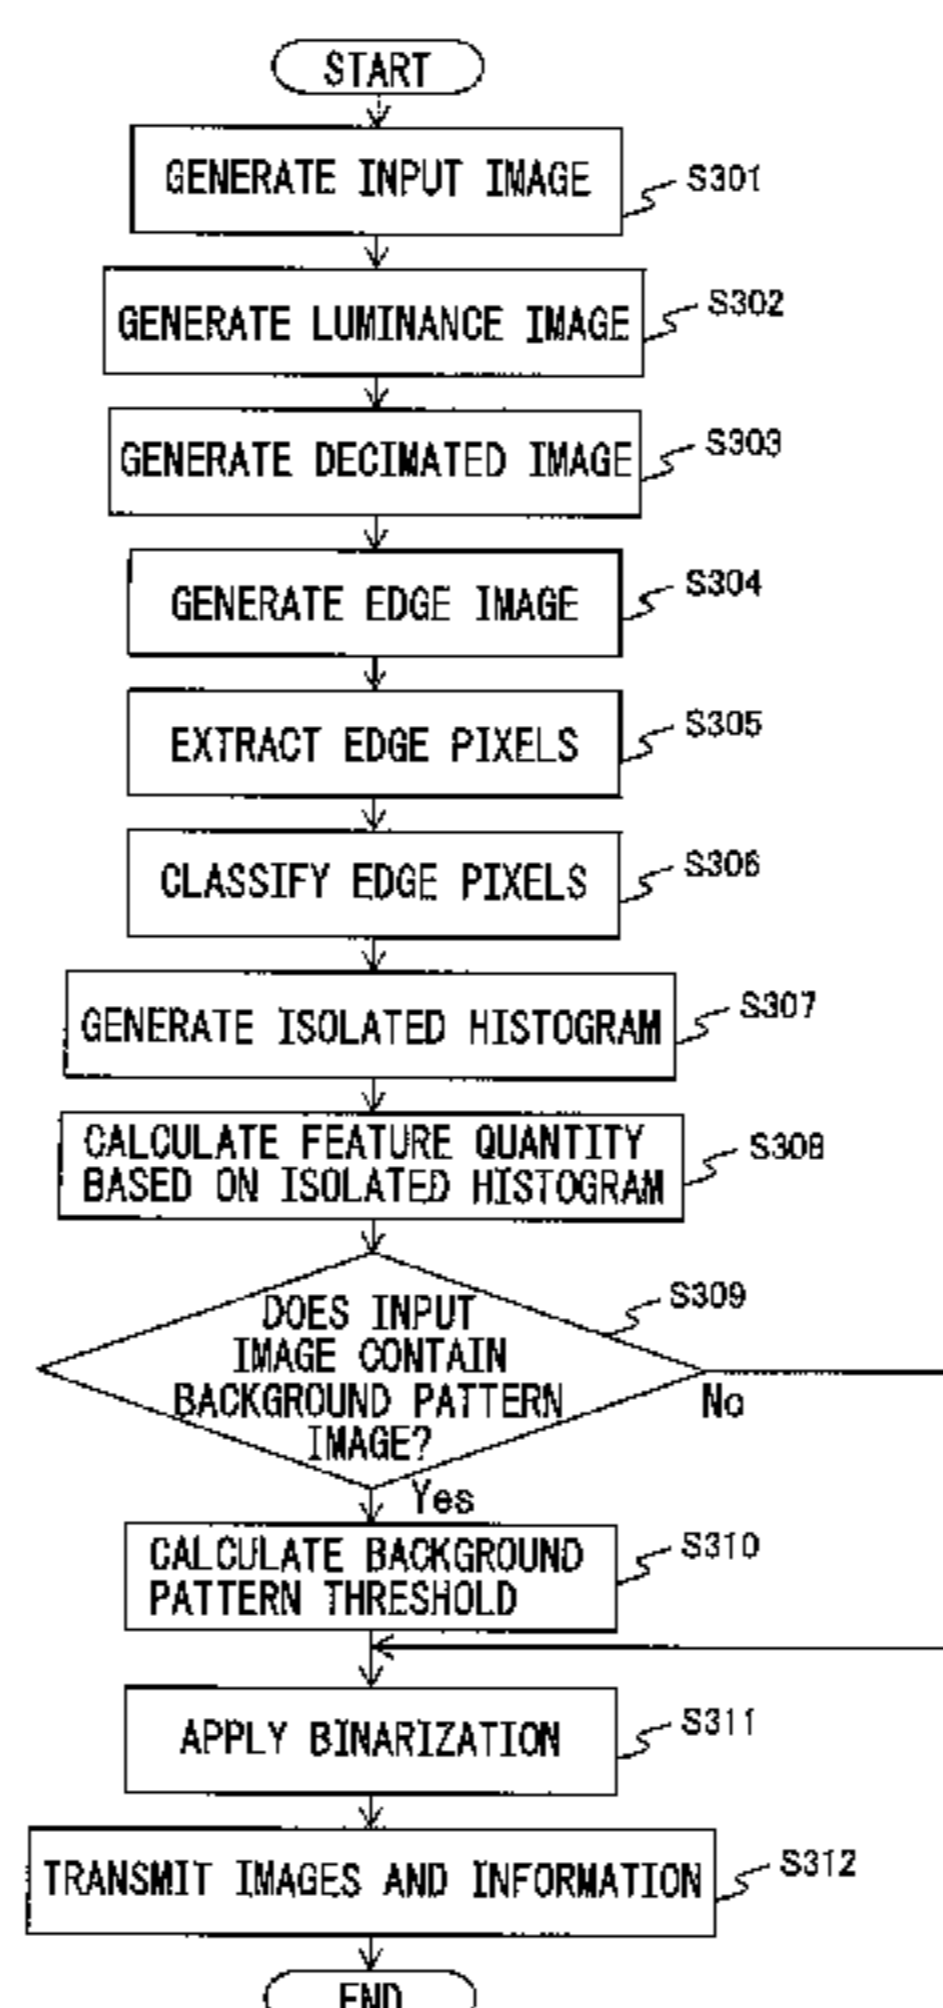 START
GENERATE INPUT IMAGE
S301
GENERATE LUMINANCE IMAGE
S302
GENERATE DECIMATED IMAGE
S303
GENERATE EDGE IMAGE
S304
EXTRACT EDGE PIXELS
S305
CLASSIFY EDGE PIXELS
S306
GENERATE ISOLATED HISTOGRAM
S307
CALCULATE FEATURE QUANTITY
BASED ON ISOLATED HISTOGRAM
S308
DOES INPUT
IMAGE CONTAIN
BACKGROUND PATTERN
IMAGE?
S309
No
Yes
CALCULATE BACKGROUND
PATTERN THRESHOLD
S310
APPLY BINARIZATION
S311
TRANSMIT IMAGES AND INFORMATION
S312
END